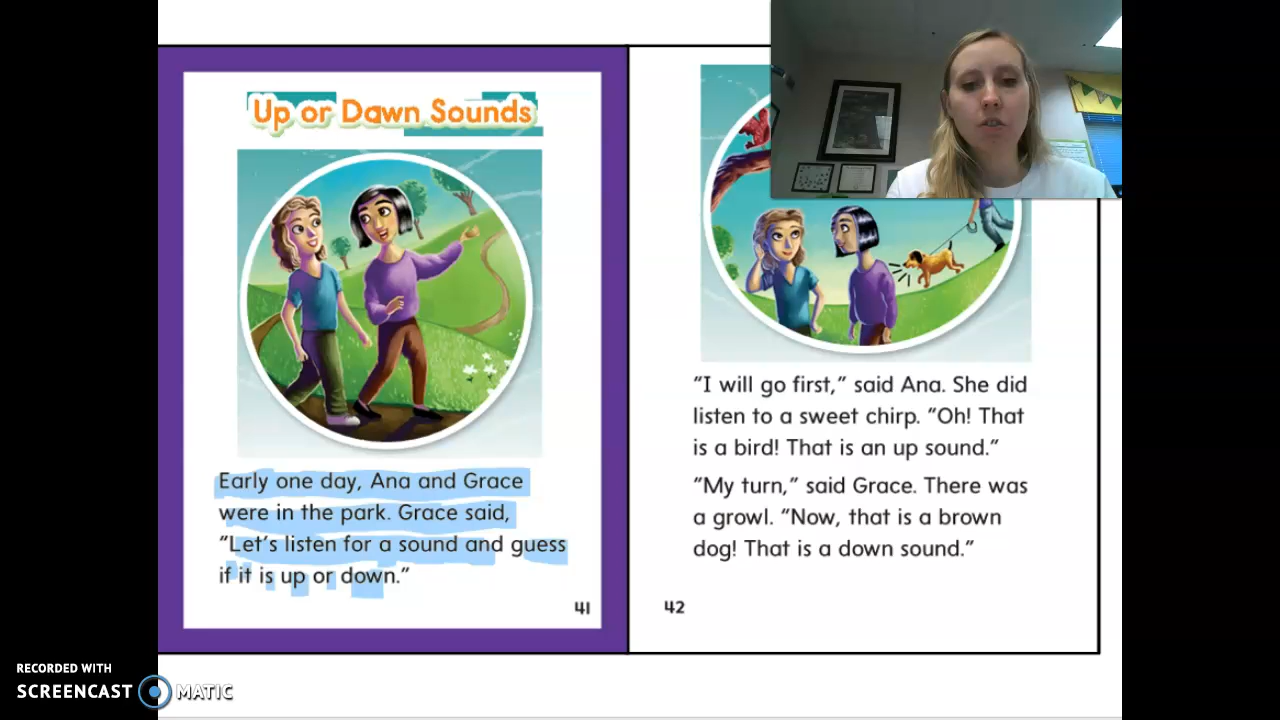 Up or Dawn Sounds
Early one day, Ana and Grace
were in the park. Grace said,
“Let’s listen for a sound and guess
if it is up or down.”
41
“I will go first,” said Ana. She did
listen to a sweet chirp. “Oh! That
is a bird! That is an up sound.”
“My turn,” said Grace. There was
a growl. “Now, that is a brown
dog! That is a down sound.”
42
RECORDED WITH
SCREENCAST MATIC